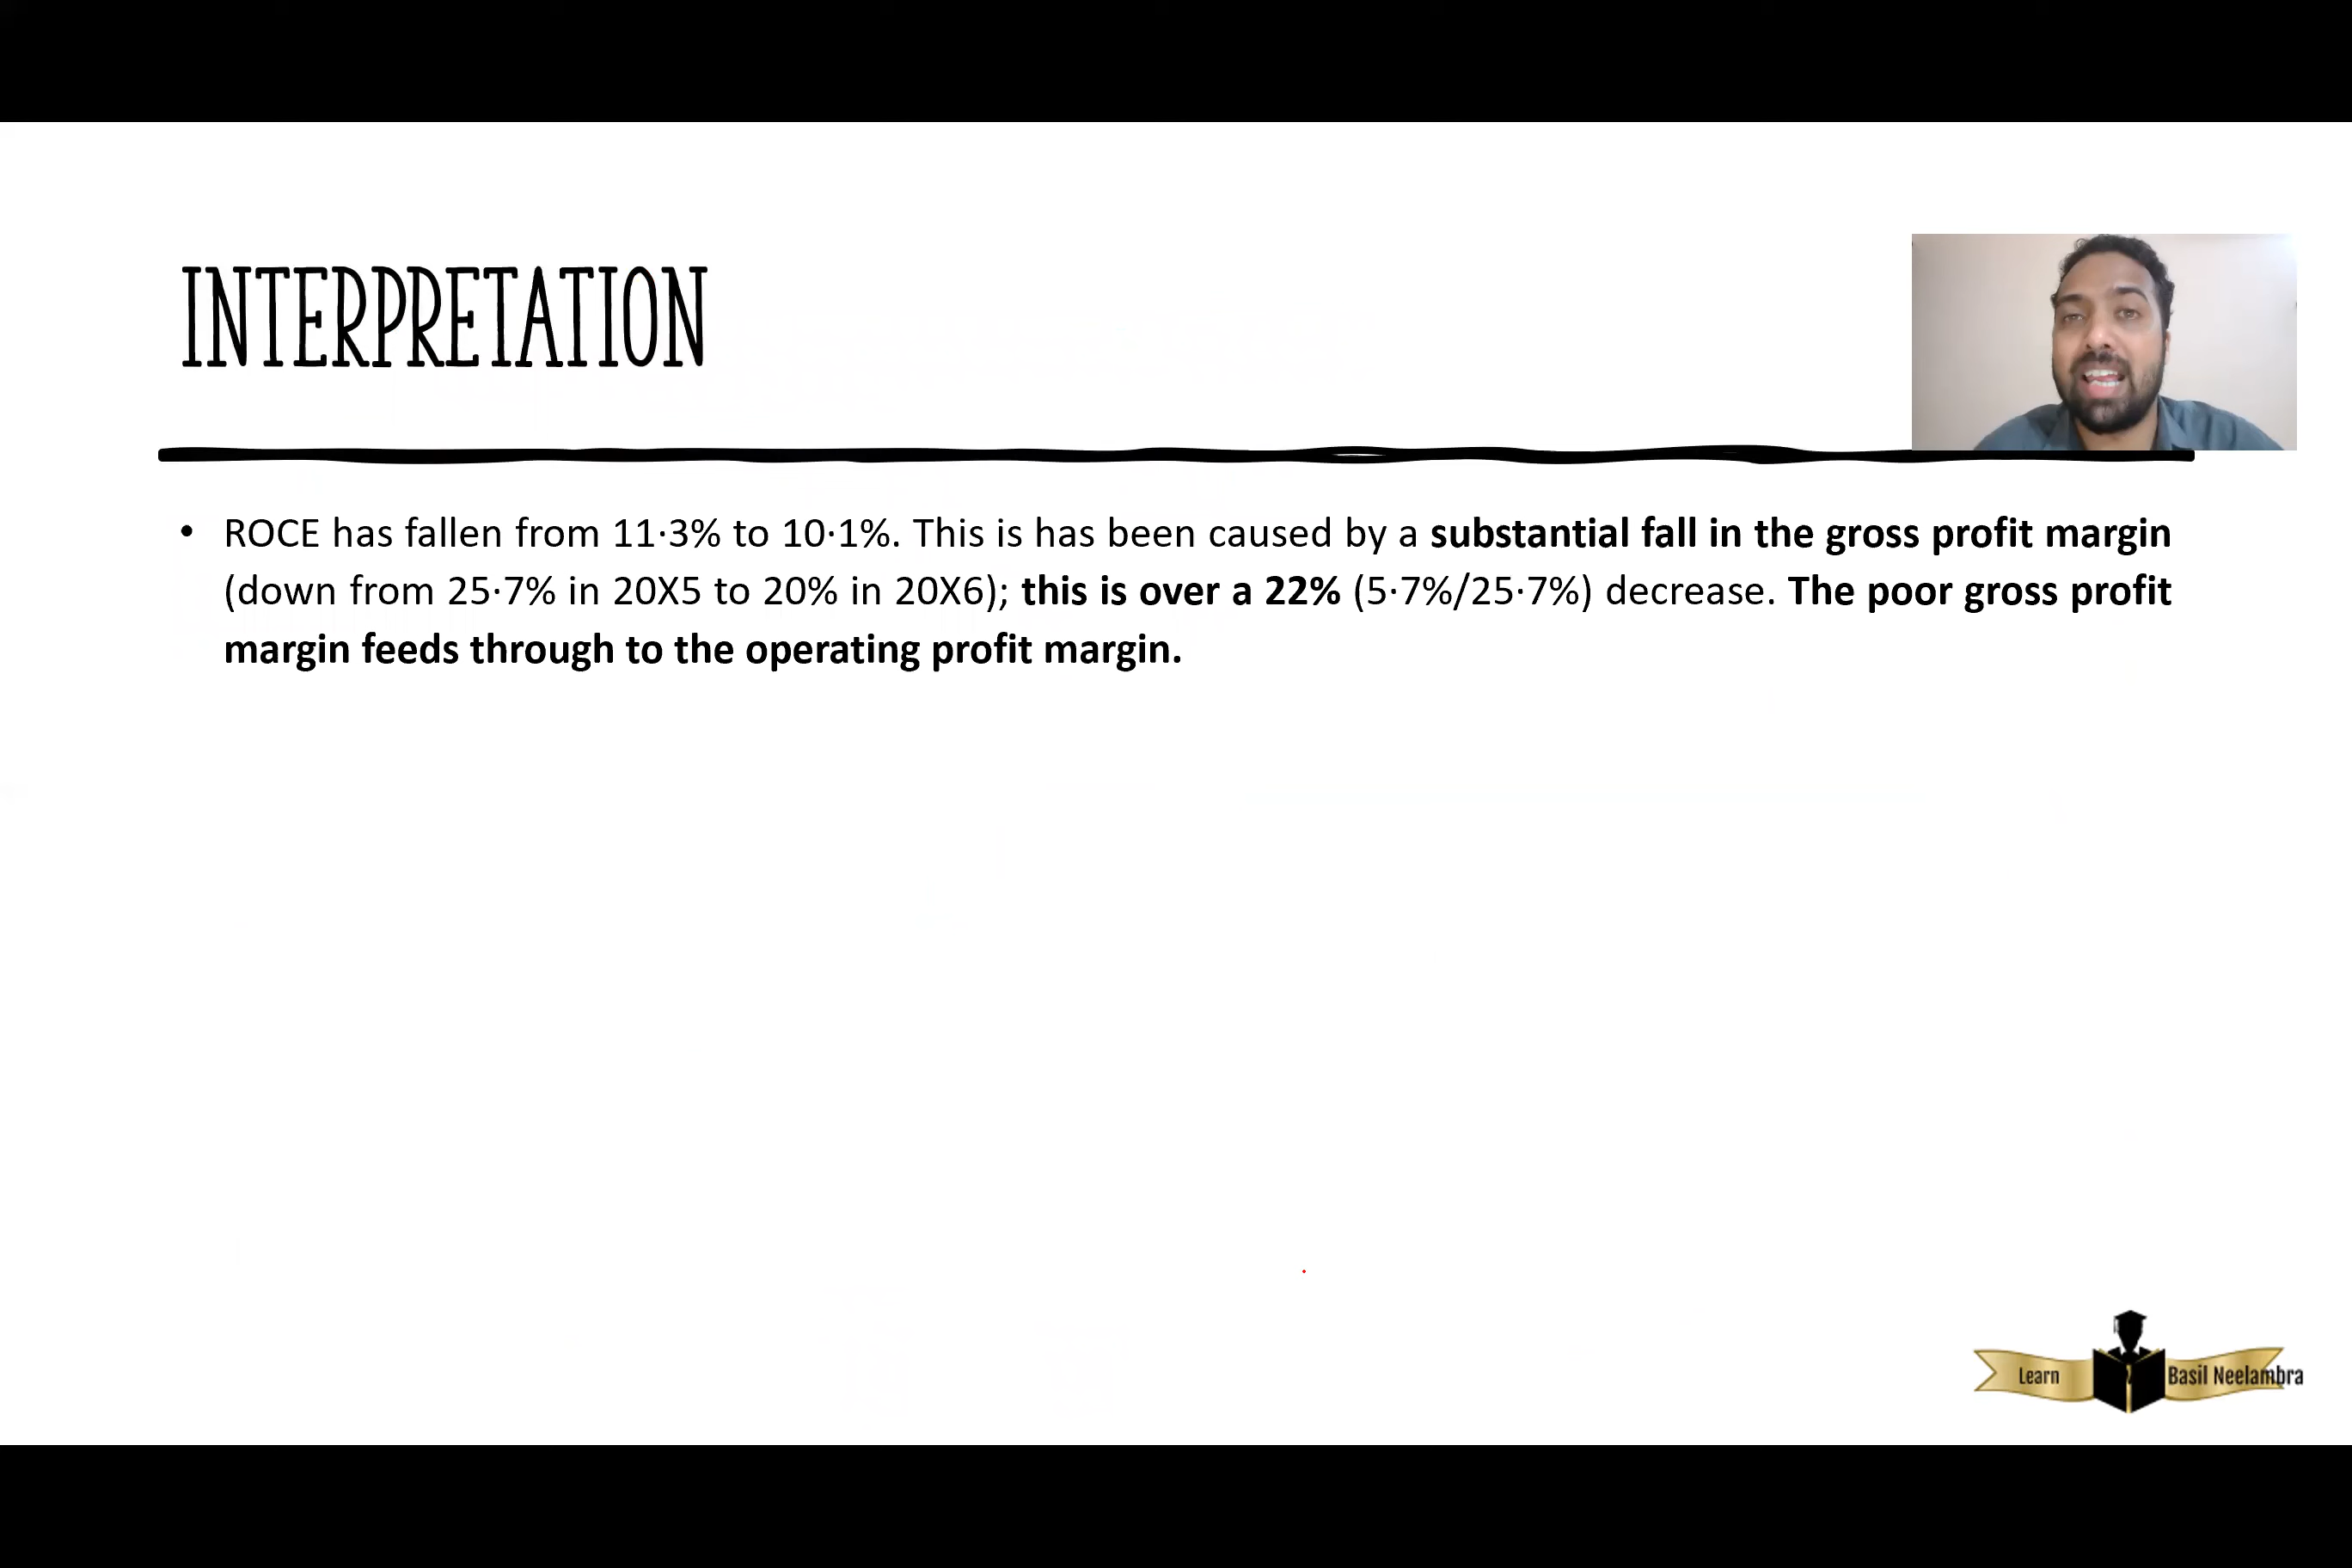 INTERPRETATION
• ROCE has fallen from 11·3% to 10·1%. This is has been caused by a substantial fall in the gross profit margin
(down from 25·7% in 20X5 to 20% in 20X6); this is over a 22% (5·7%/25·7%) decrease. The poor gross profit
margin feeds through to the operating profit margin.
Learn Basil Neelambra